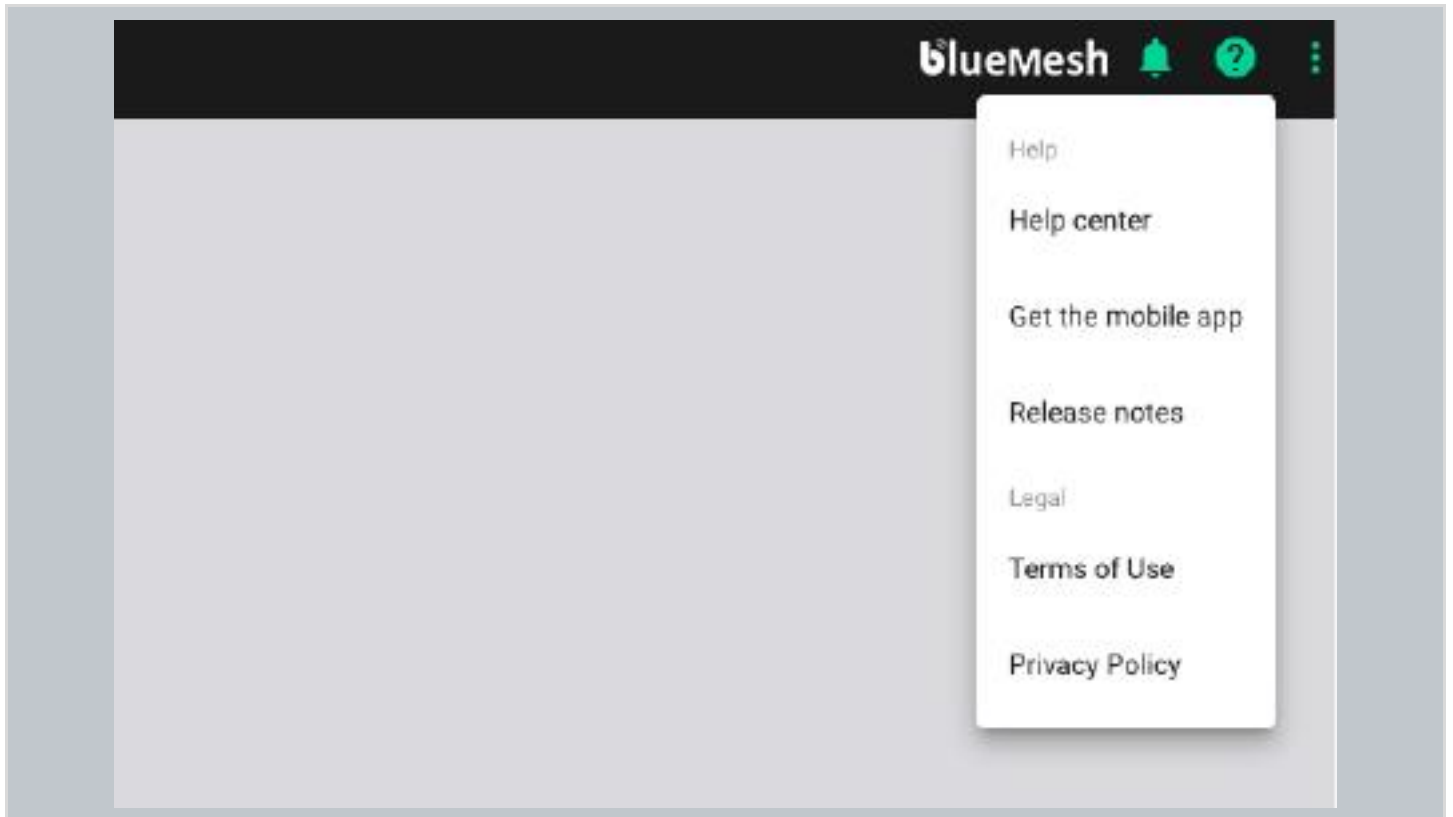 blueMesh
?
Help
Help center
Get the mobile app
Release notes
Legal
Terms of Use
Privacy Policy